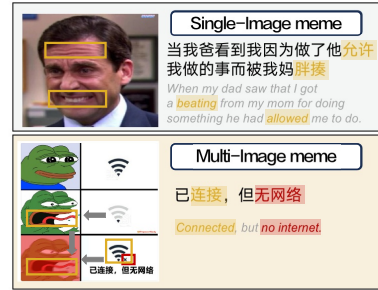 Single-Image meme
当我爸看到我因为做了他允许
我做的事而被我妈胖揍
When my dad saw that I got
a beating from my mom for doing
something he had allowed me to do.
Multi-Image meme
已连接，但无网络
Connected, but no internet.
已连接，但无网络